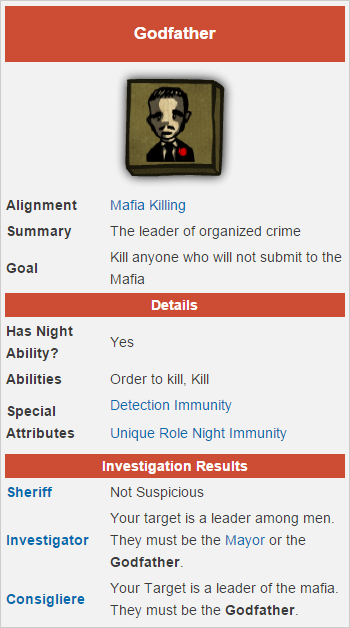 Godfather
Alignment Mafia Killing
Summary The leader of organized crime
Goal Kill anyone who will not submit to the
Mafia
Details
Has Night
Ability? Yes
Abilities Order to kill, Kill
Special Detection Immunity
Attributes Unique Role Night Immunity
Investigation Results
Sheriff Not Suspicious
Investigator Your target is a leader among men.
They must be the Mayor or the
Godfather.
Consigliere Your Target is a leader of the mafia.
They must be the Godfather.